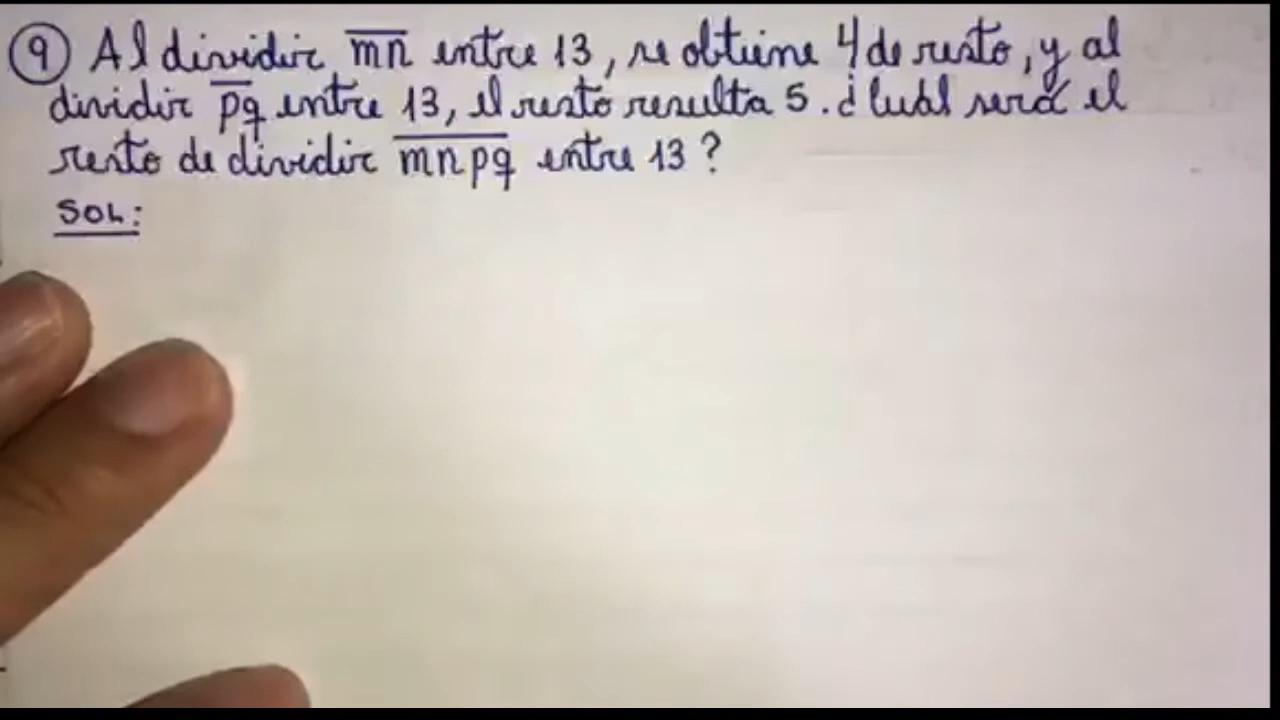 9 Al dividir mn entre 13, se obtiene 4 de resto, y al
dividir pq entre 13, el resto resulta 5. ¿Cuál será el
resto de dividir mnpq entre 13?
SOL: